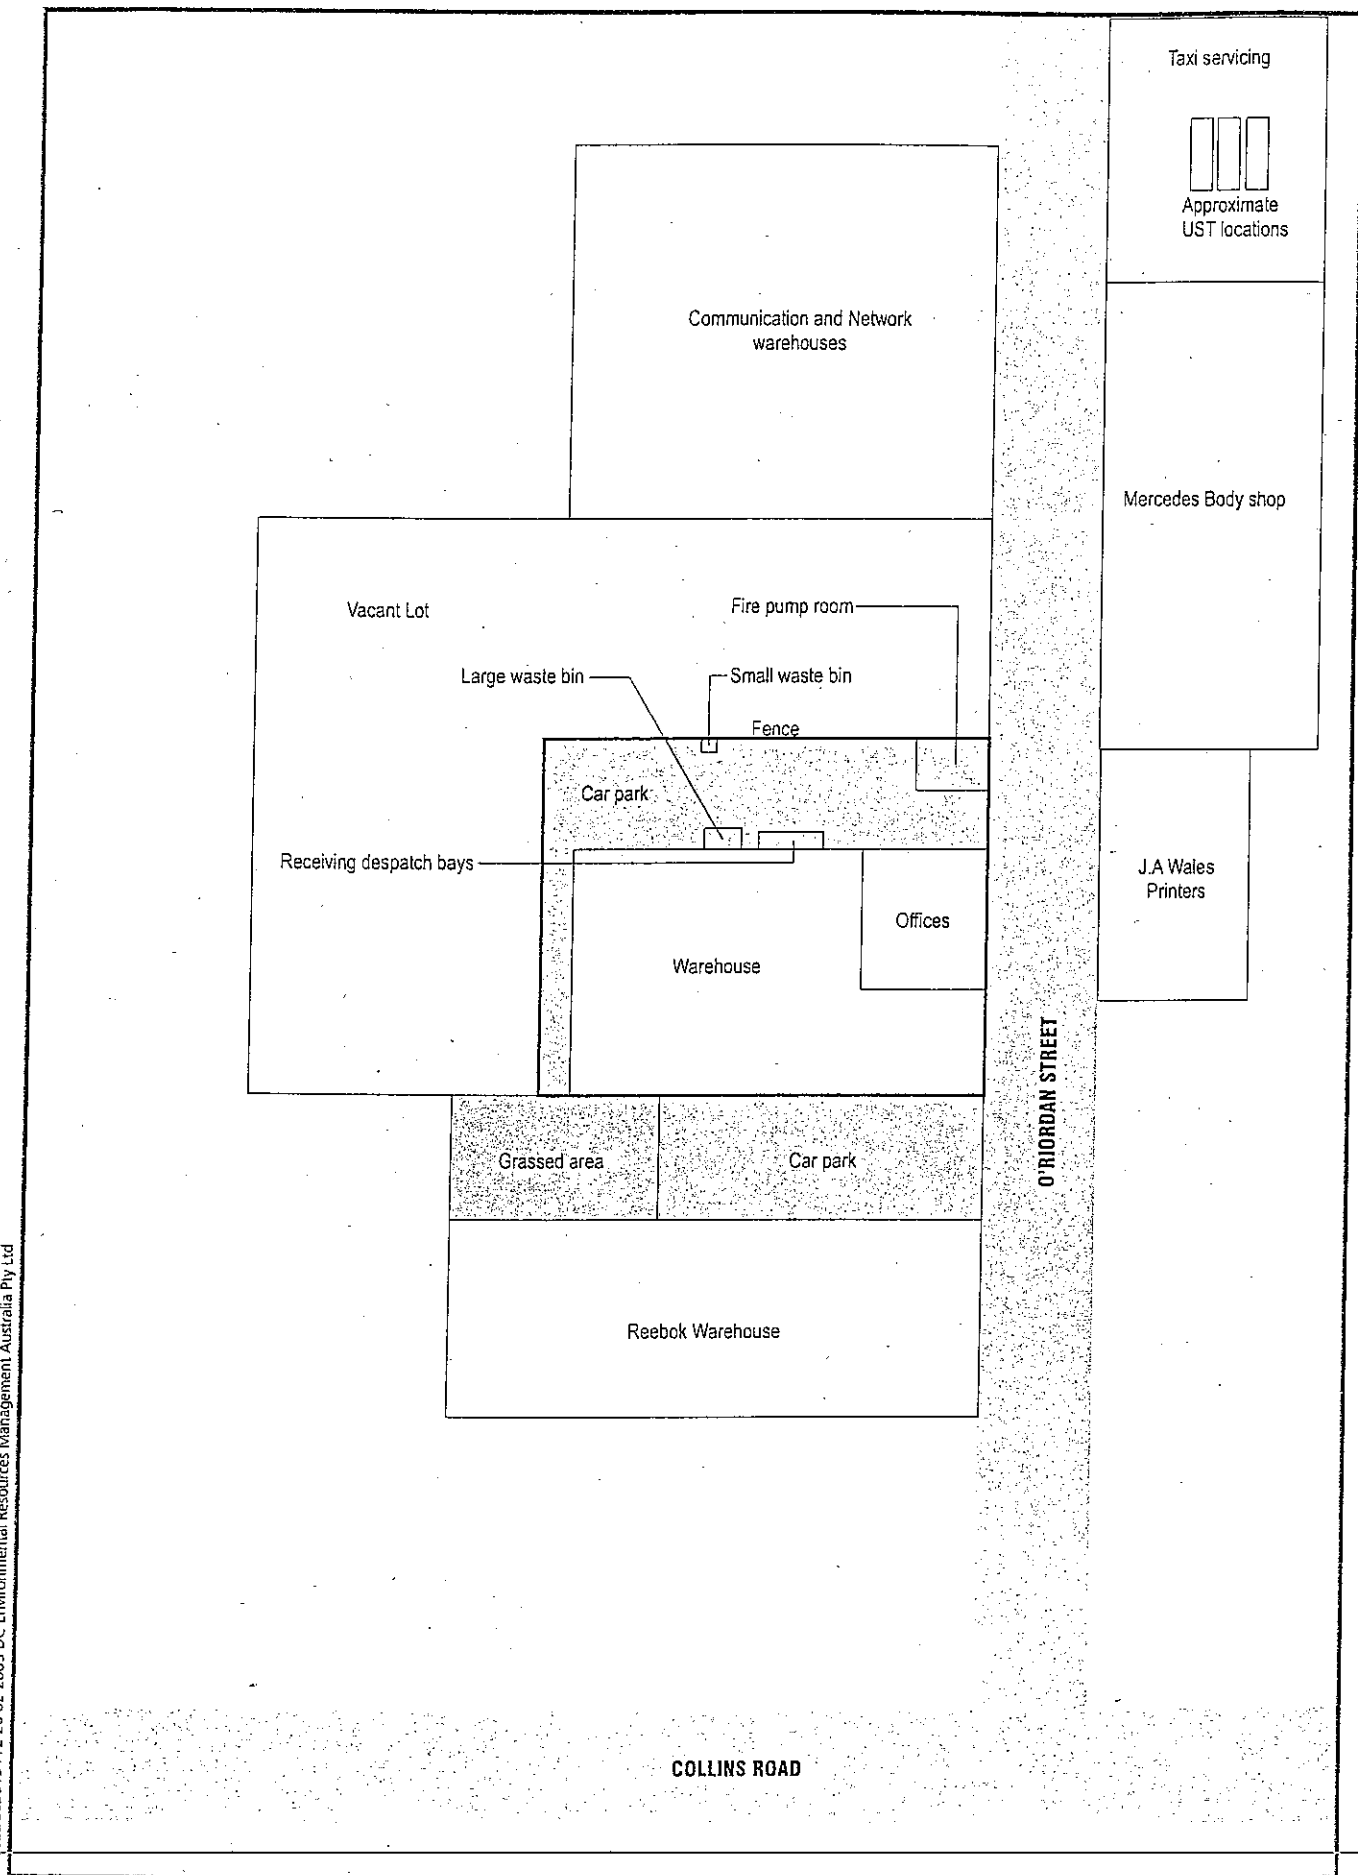 Taxi servicing
Approximate
UST locations
Communication and Network
warehouses
Mercedes Body shop
Vacant Lot
Fire pump room
Large waste bin
Small waste bin
Fence
Car park
Receiving despatch bays
J.A Wales
Printers
Offices
Warehouse
O'RIORDAN STREET
Grassed area
Car park
Reebok Warehouse
COLLINS ROAD
Environmental Resources Management Australia Pty Ltd